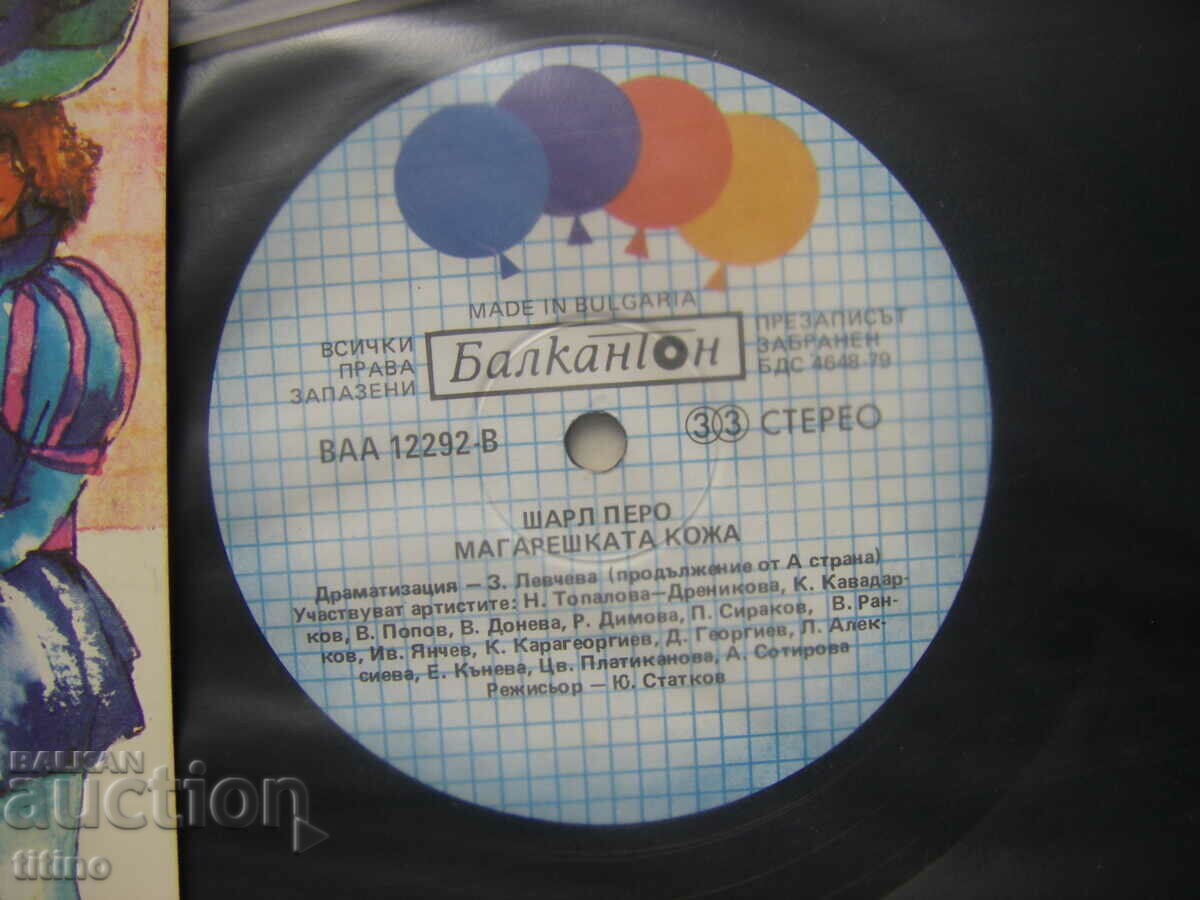 MADE IN BULGARIA
ВСИЧКИ
ПРАВА
ЗАПАЗЕНИ
Балкантон
ПРЕЗАПИСЪТ
ЗАБРАНЕН
БДС 4648-79
ВАА 12292-В
33 СТЕРЕО
ШАРЛ ПЕРО
МАГАРЕШКАТА КОЖА
Драматизация — З. Левчева (продължение от А страна)
Участвуват артистите: Н. Топалова—Дреникова, К. Кавадар-
ков, В. Попов, В. Донева, Р. Димова, П. Сираков, В. Ран-
ков, Ив. Янчев, К. Карагеоргиев, Д. Георгиев, Л. Алек-
сиева, Е. Кънева, Цв. Платиканова, А. Сотирова
Режисьор — Ю. Статков
BALKAN
auction
titino